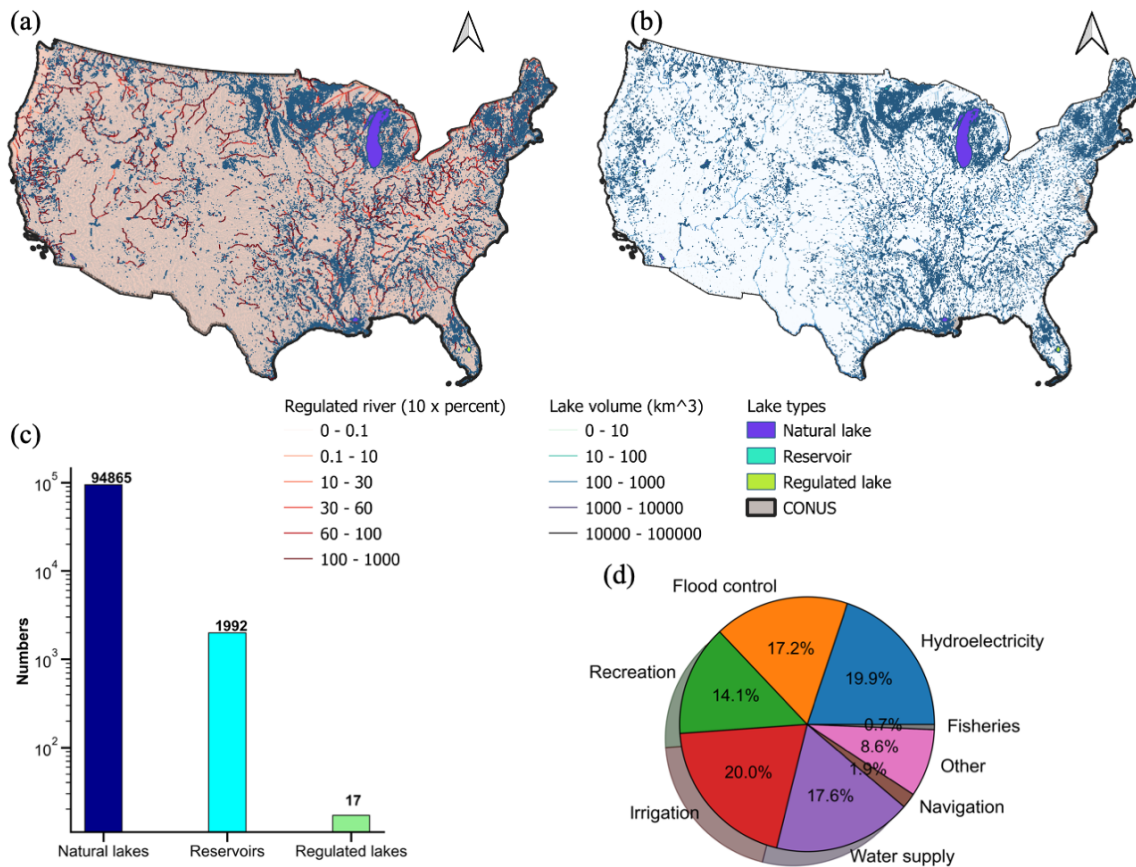 (a)
(b)
Regulated river (10 x percent)
0 - 0.1
0.1 - 10
10 - 30
30 - 60
60 - 100
100 - 1000
Lake volume (km^3)
0 - 10
10 - 100
100 - 1000
1000 - 10000
10000 - 100000
Lake types
Natural lake
Reservoir
Regulated lake
CONUS
(c)
Numbers
10^5
10^4
10^3
10^2
94865
1992
17
Natural lakes
Reservoirs
Regulated lakes
(d)
Flood control
17.2%
Hydroelectricity
19.9%
Recreation
14.1%
0.7%
Fisheries
8.6%
Other
1.9%
Navigation
20.0%
Irrigation
17.6%
Water supply